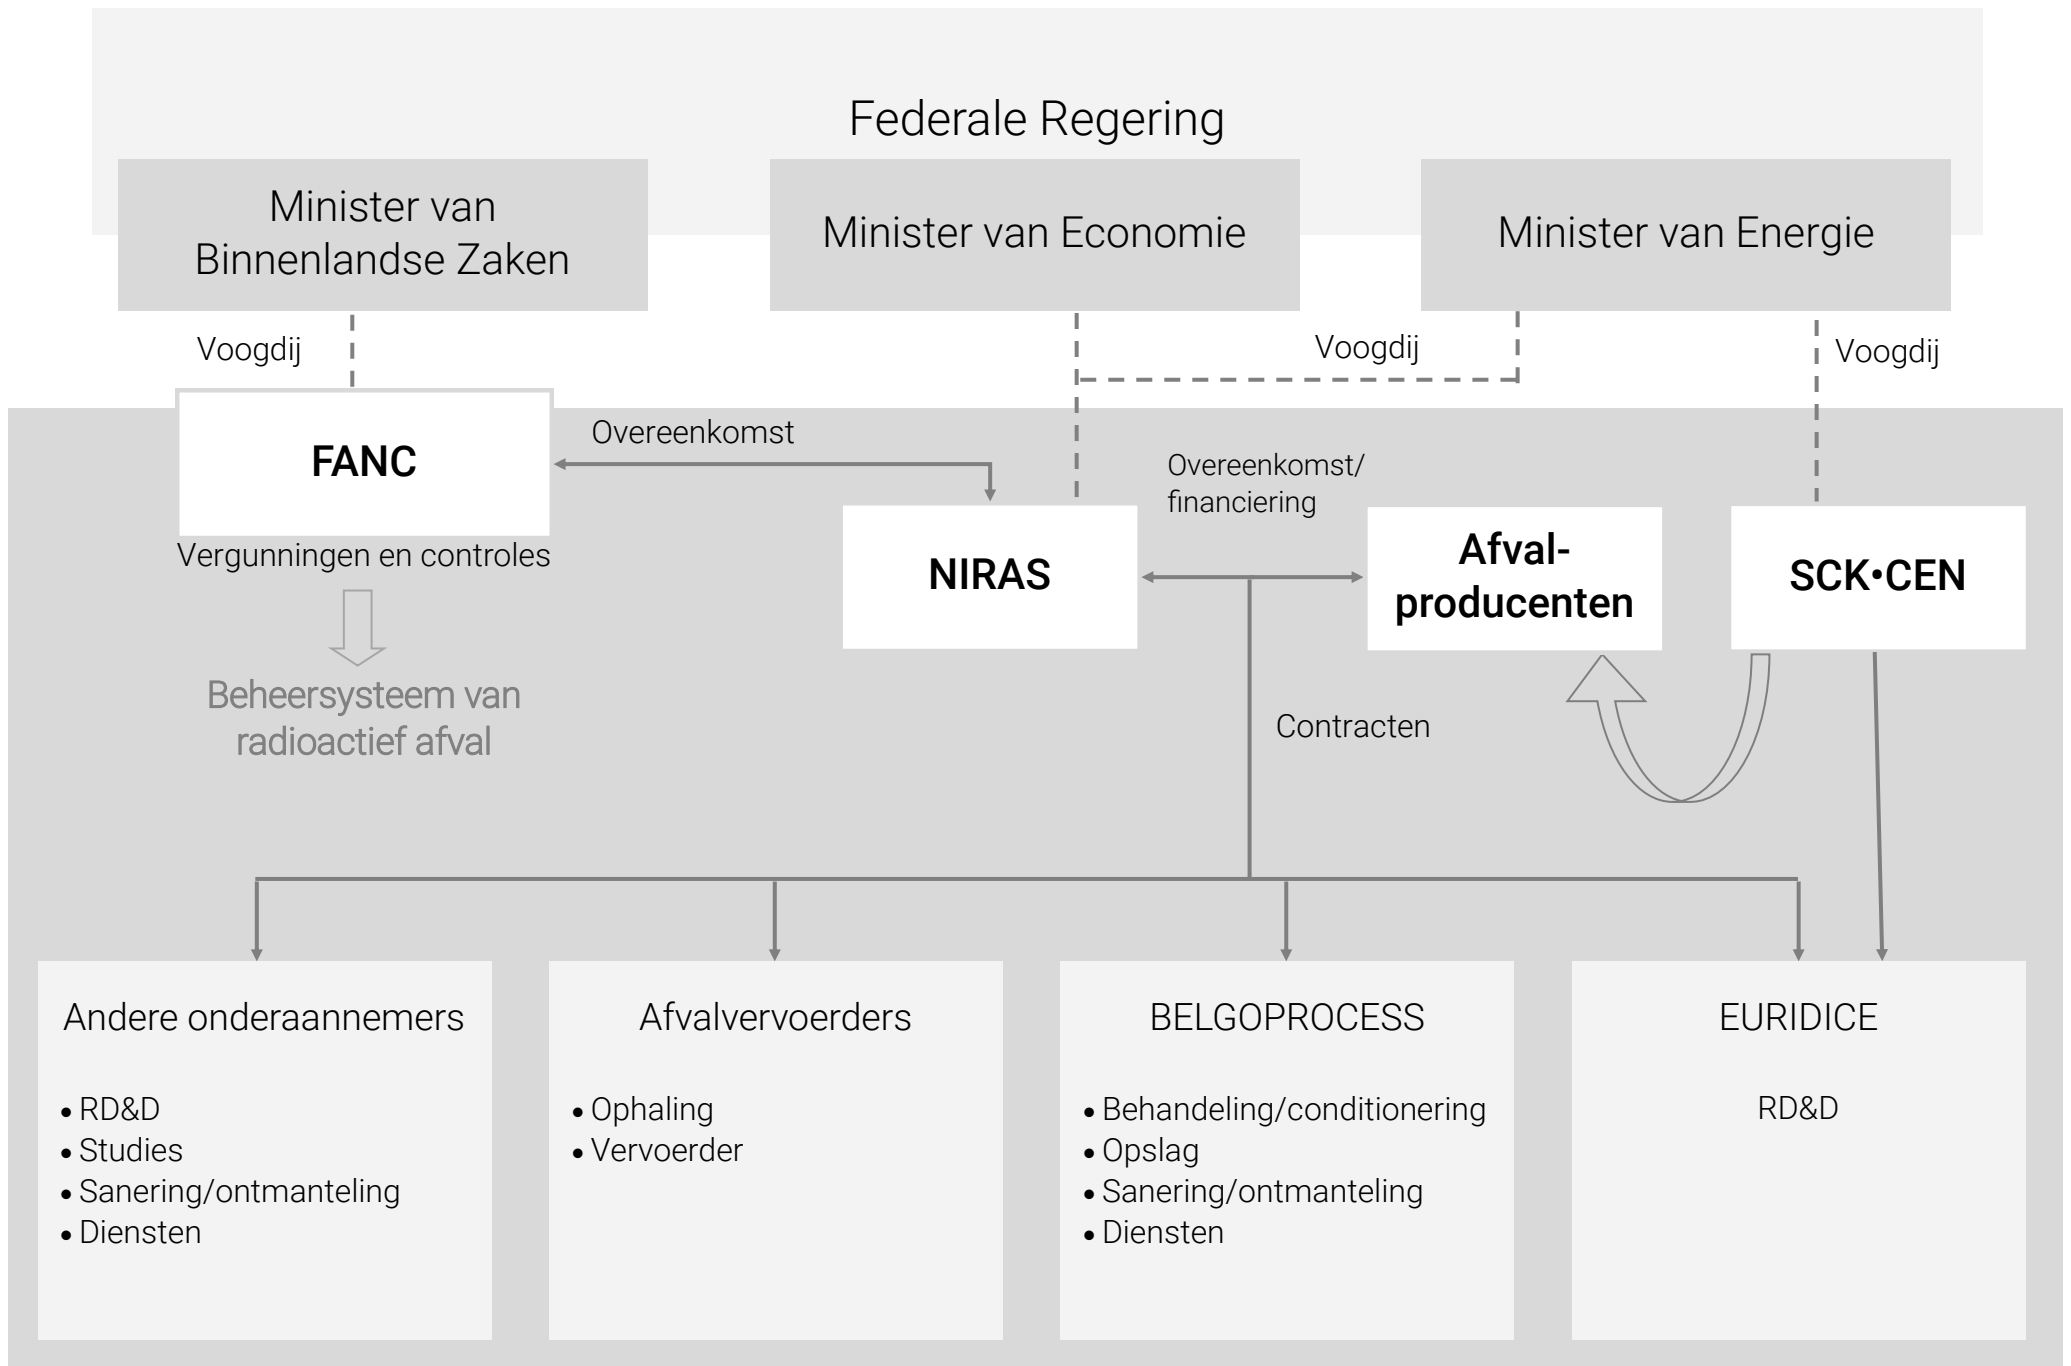 Federale Regering
Minister van
Binnenlandse Zaken
Minister van Economie
Minister van Energie
Voogdij
Voogdij
Voogdij
FANC
Overeenkomst
Overeenkomst/
financiering
Vergunningen en controles
NIRAS
Afval-
producenten
SCK•CEN
Beheersysteem van
radioactief afval
Contracten
Andere onderaannemers
• RD&D
• Studies
• Sanering/ontmanteling
• Diensten
Afvalvervoerders
• Ophaling
• Vervoerder
BELGOPROCESS
• Behandeling/conditionering
• Opslag
• Sanering/ontmanteling
• Diensten
EURIDICE
RD&D